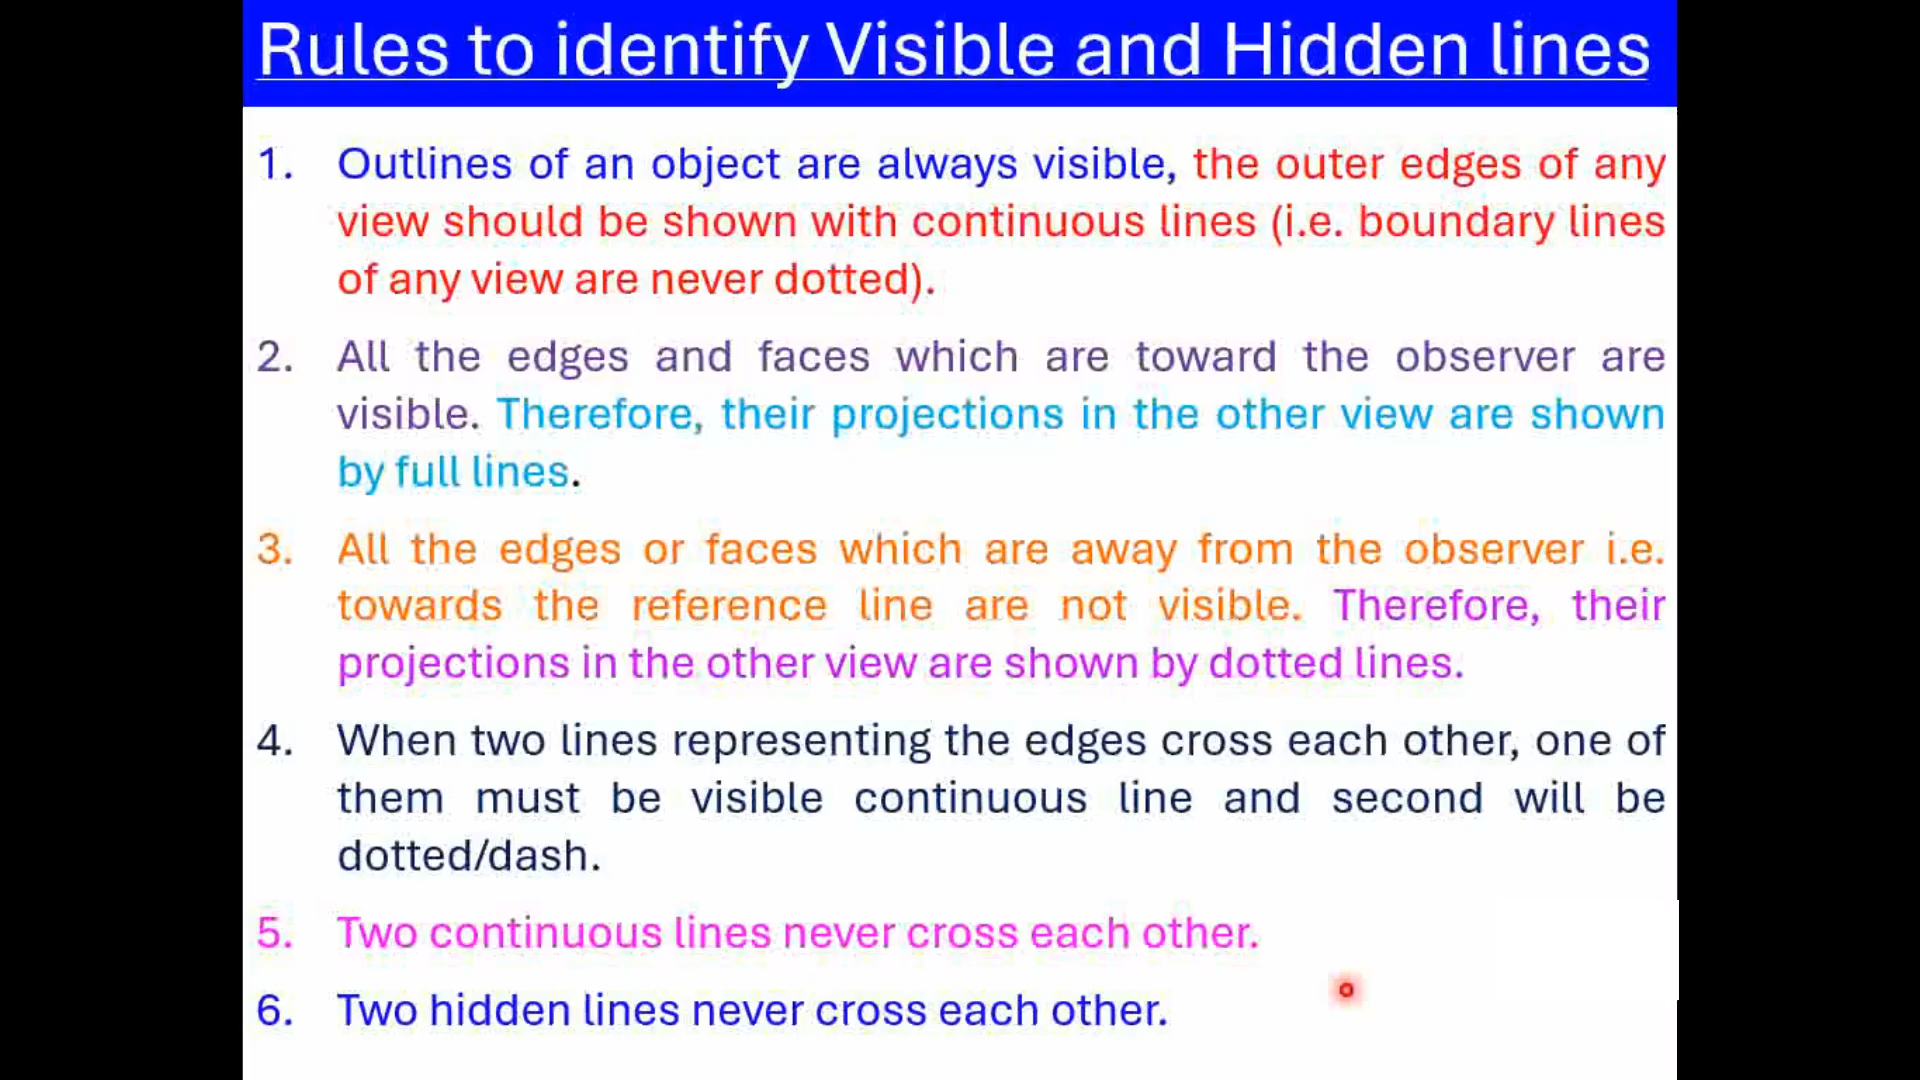 Rules to identify Visible and Hidden lines
1. Outlines of an object are always visible, the outer edges of any
view should be shown with continuous lines (i.e. boundary lines
of any view are never dotted).
2. All the edges and faces which are toward the observer are
visible. Therefore, their projections in the other view are shown
by full lines.
3. All the edges or faces which are away from the observer i.e.
towards the reference line are not visible. Therefore, their
projections in the other view are shown by dotted lines.
4. When two lines representing the edges cross each other, one of
them must be visible continuous line and second will be
dotted/dash.
5. Two continuous lines never cross each other.
6. Two hidden lines never cross each other.